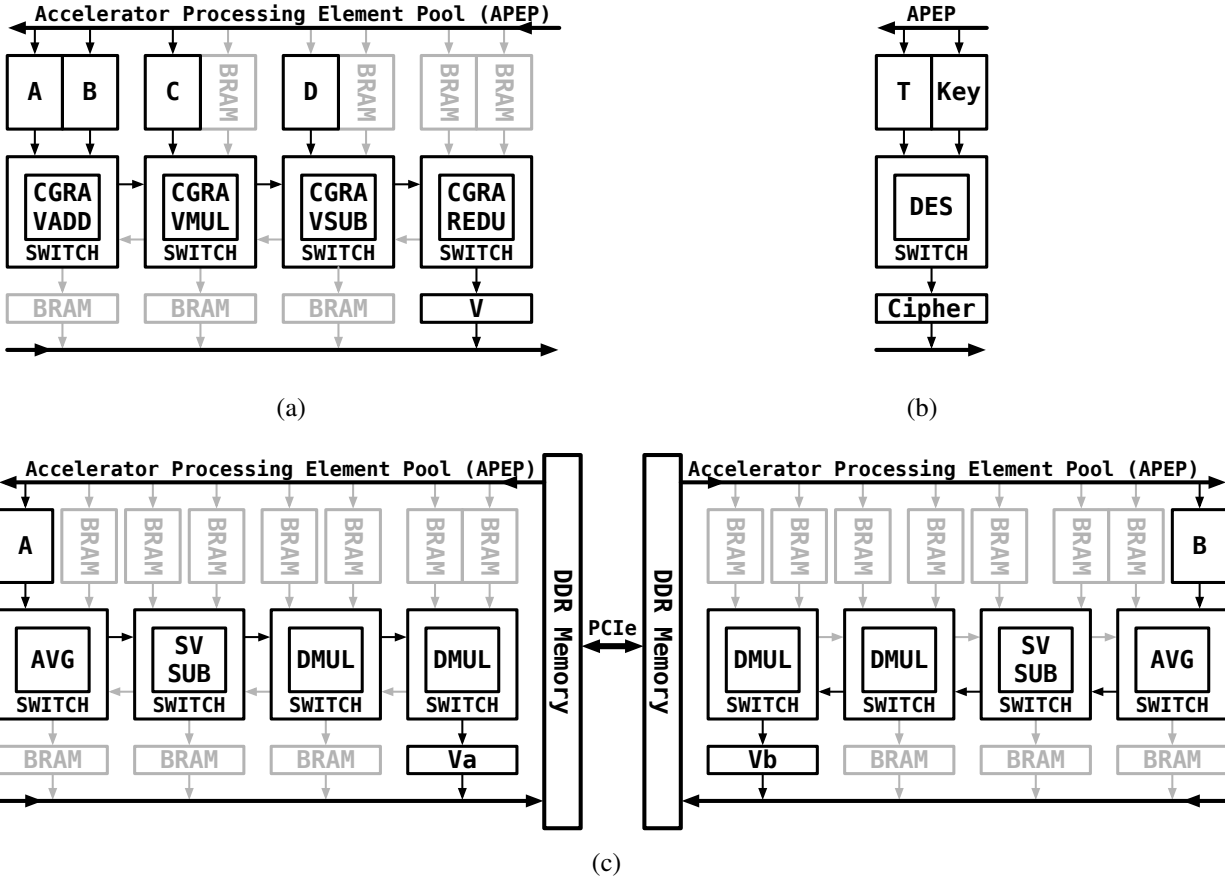 Accelerator Processing Element Pool (APEP)
A B C BRAM D BRAM BRAM BRAM
CGRA CGRA CGRA CGRA
VADD VMUL VSUB REDU
SWITCH SWITCH SWITCH SWITCH
BRAM BRAM BRAM V
(a)
APEP
T Key
DES
SWITCH
Cipher
(b)
Accelerator Processing Element Pool (APEP)
A BRAM BRAM BRAM BRAM BRAM BRAM BRAM
AVG SV DMUL DMUL
SUB
SWITCH SWITCH SWITCH SWITCH
BRAM BRAM BRAM Va
DDR Memory
PCIe
DDR Memory
Accelerator Processing Element Pool (APEP)
BRAM BRAM BRAM BRAM BRAM BRAM BRAM B
DMUL DMUL SV AVG
SUB
SWITCH SWITCH SWITCH SWITCH
Vb BRAM BRAM BRAM
(c)